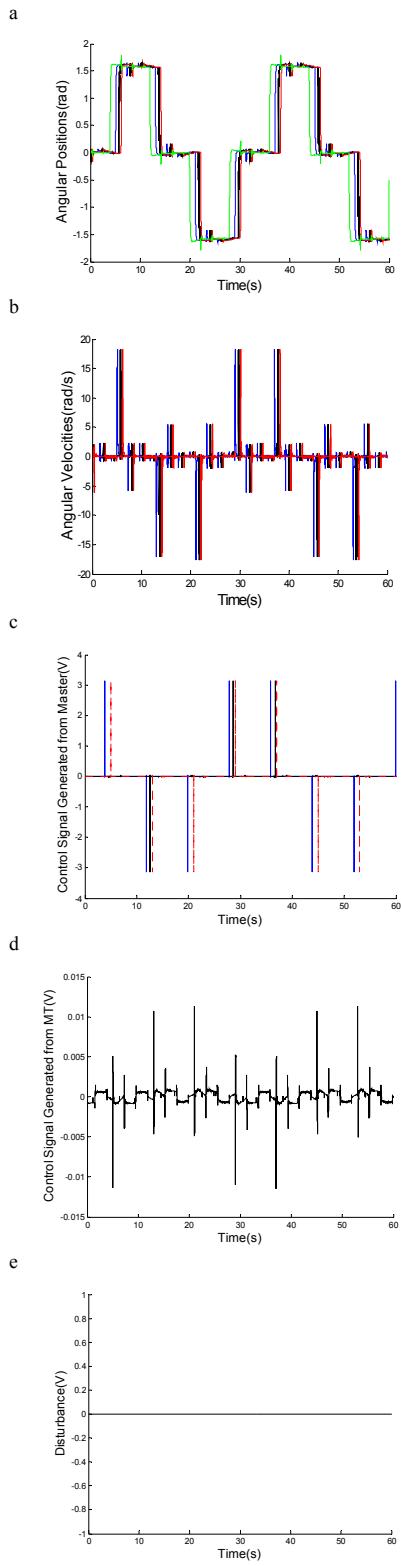 a
2
1.5
1
0.5
0
-0.5
-1
-1.5
-2
Angular Positions(rad)
0 10 20 30 40 50 60
Time(s)
b
20
15
10
5
0
-5
-10
-15
-20
Angular Velocities(rad/s)
0 10 20 30 40 50 60
Time(s)
c
4
3
2
1
0
-1
-2
-3
-4
Control Signal Generated from Master(V)
0 10 20 30 40 50 60
Time(s)
d
0.015
0.01
0.005
0
-0.005
-0.01
-0.015
Control Signal Generated from MT(V)
0 10 20 30 40 50 60
Time(s)
e
1
0.8
0.6
0.4
0.2
0
-0.2
-0.4
-0.6
-0.8
-1
Disturbance(V)
0 10 20 30 40 50 60
Time(s)